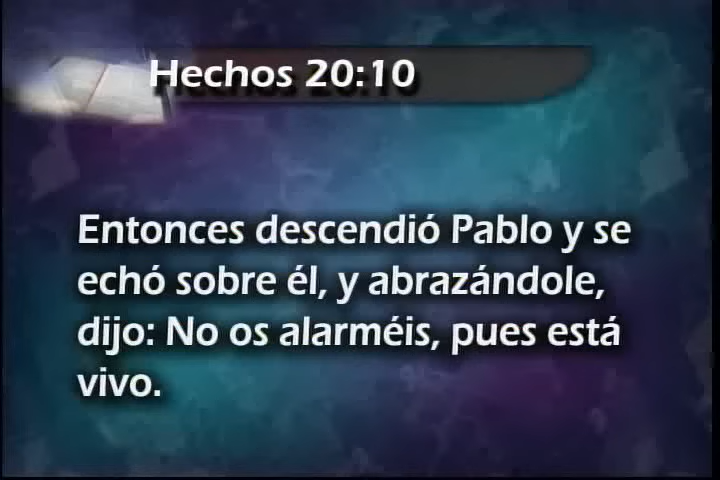 Hechos 20:10
Entonces descendió Pablo y se
echó sobre él, y abrazándole,
dijo: No os alarméis, pues está
vivo.